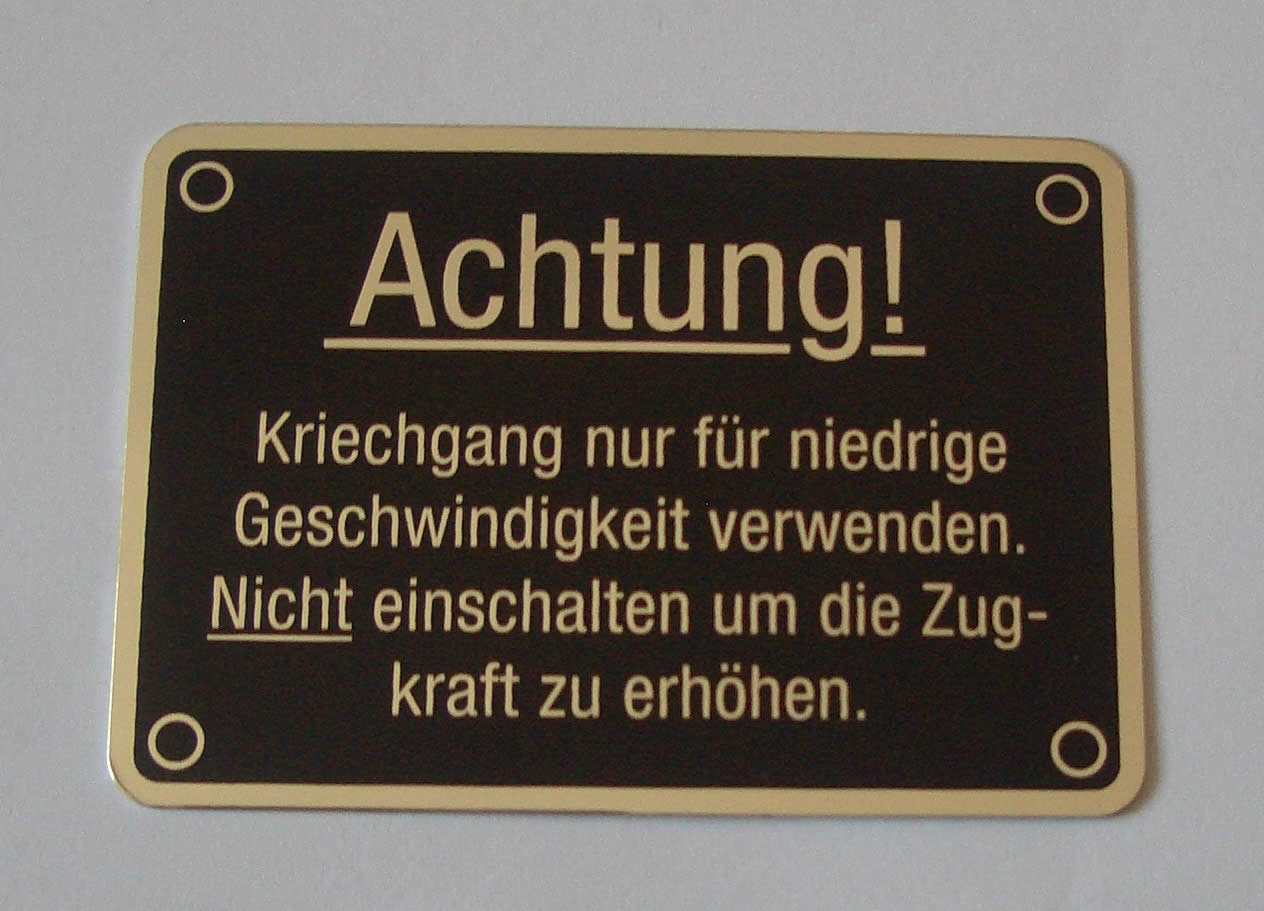 Achtung!
Kriechgang nur für niedrige
Geschwindigkeit verwenden.
Nicht einschalten um die Zug-
kraft zu erhöhen.